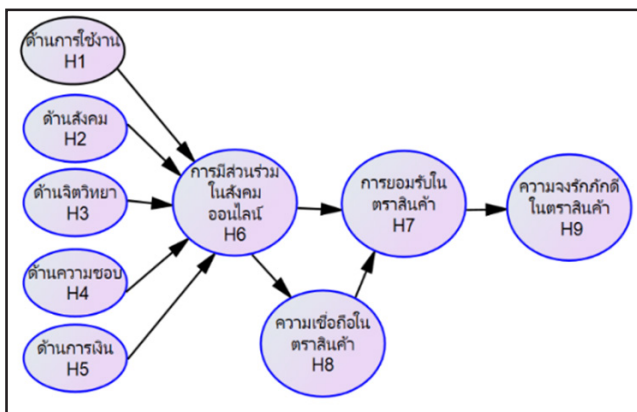 ด้านการใช้งาน
H1
ด้านสังคม
H2
ด้านจิตวิทยา
H3
ด้านความชอบ
H4
ด้านการเงิน
H5
การมีส่วนร่วม
ในสังคม
ออนไลน์
H6
การยอมรับใน
ตราสินค้า
H7
ความเชื่อถือใน
ตราสินค้า
H8
ความจงรักภักดี
ในตราสินค้า
H9